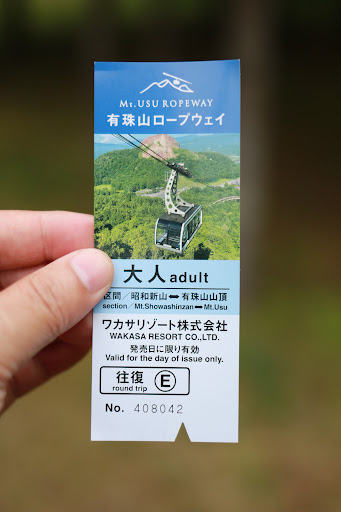 Mt.USU ROPEWAY
有珠山ロープウェイ
大人 adult
区間／昭和新山⟷有珠山山頂
section／Mt.Showashinzan⟷Mt.Usu
ワカサリゾート株式会社
WAKASA RESORT CO.,LTD.
発売日に限り有効
Valid for the day of issue only.
往復 Ⓔ
round trip
No. 408042